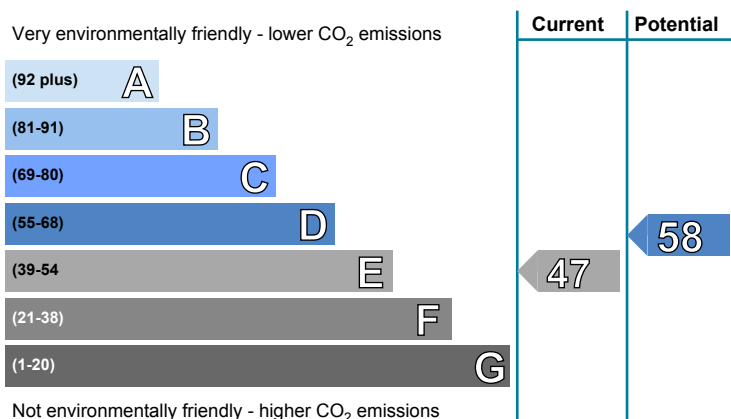 Very environmentally friendly - lower CO₂ emissions
Current
Potential
(92 plus) A
(81-91) B
(69-80) C
(55-68) D
58
(39-54 E
47
(21-38) F
(1-20) G
Not environmentally friendly - higher CO₂ emissions